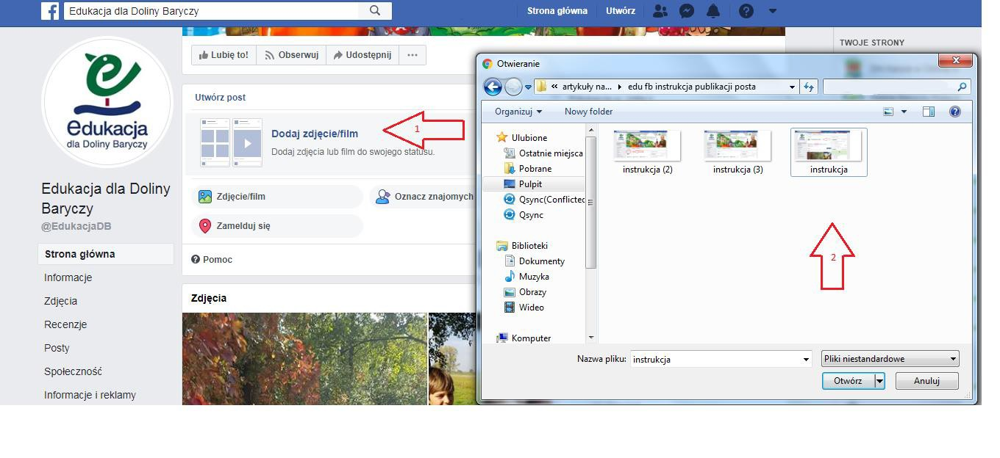 Edukacja dla Doliny Baryczy
Strona główna
Utwórz
TWOJE STRONY
Lubię to!
Obserwuj
Udostępnij
Utwórz post
Dodaj zdjęcie/film
Dodaj zdjęcia lub film do swojego statusu.
1
Zdjęcie/film
Oznacz znajomych
Zamelduj się
Pomoc
Zdjęcia
edukacja
dla Doliny Baryczy
Edukacja dla Doliny
Baryczy
@EdukacjaDB
Strona główna
Informacje
Zdjęcia
Recenzje
Posty
Społeczność
Informacje i reklamy
Otwieranie
« artykuły na... edu fb instrukcja publikacji posta
Organizuj
Nowy folder
Ulubione
Ostatnie miejsca
Pobrane
Pulpit
Qsync(Conflictec
Qsync
Biblioteki
Dokumenty
Muzyka
Obrazy
Wideo
Komputer
instrukcja (2)
instrukcja (3)
instrukcja
2
Nazwa pliku: instrukcja
Pliki niestandardowe
Otwórz
Anuluj